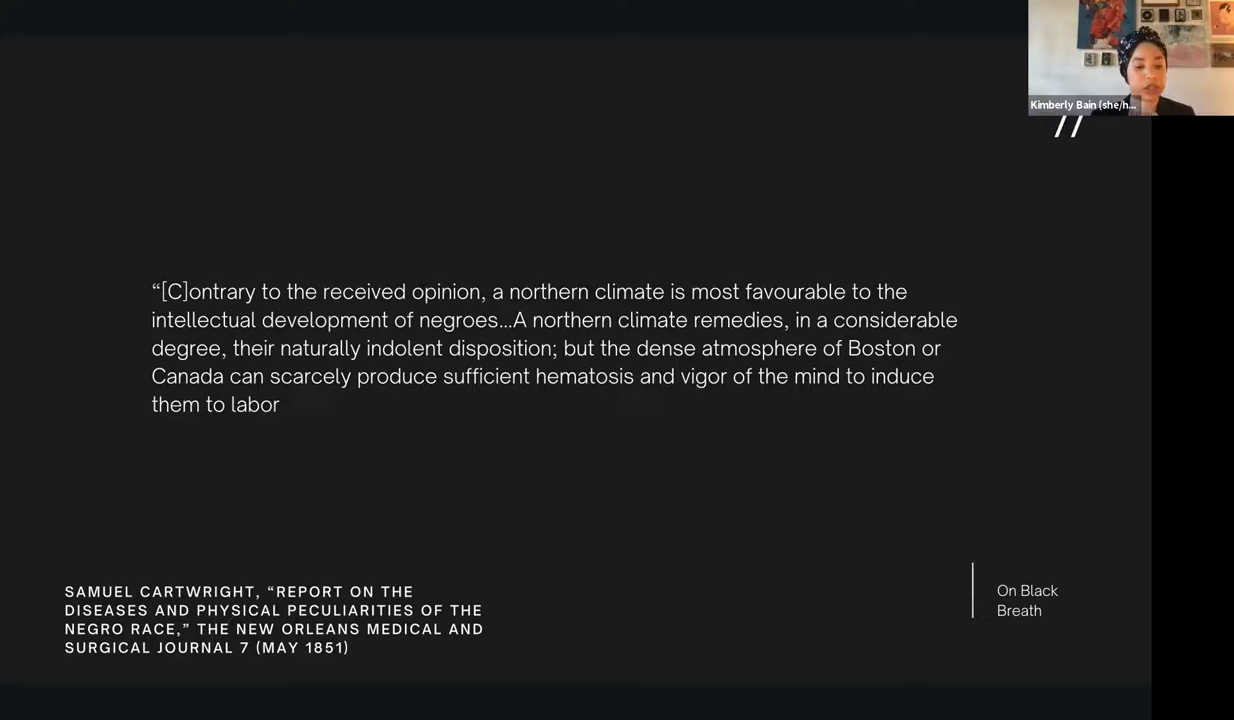 Kimberly Bain (she/h...
"
“[C]ontrary to the received opinion, a northern climate is most favourable to the
intellectual development of negroes...A northern climate remedies, in a considerable
degree, their naturally indolent disposition; but the dense atmosphere of Boston or
Canada can scarcely produce sufficient hematosis and vigor of the mind to induce
them to labor
SAMUEL CARTWRIGHT, “REPORT ON THE
DISEASES AND PHYSICAL PECULIARITIES OF THE
NEGRO RACE,” THE NEW ORLEANS MEDICAL AND
SURGICAL JOURNAL 7 (MAY 1851)
On Black
Breath